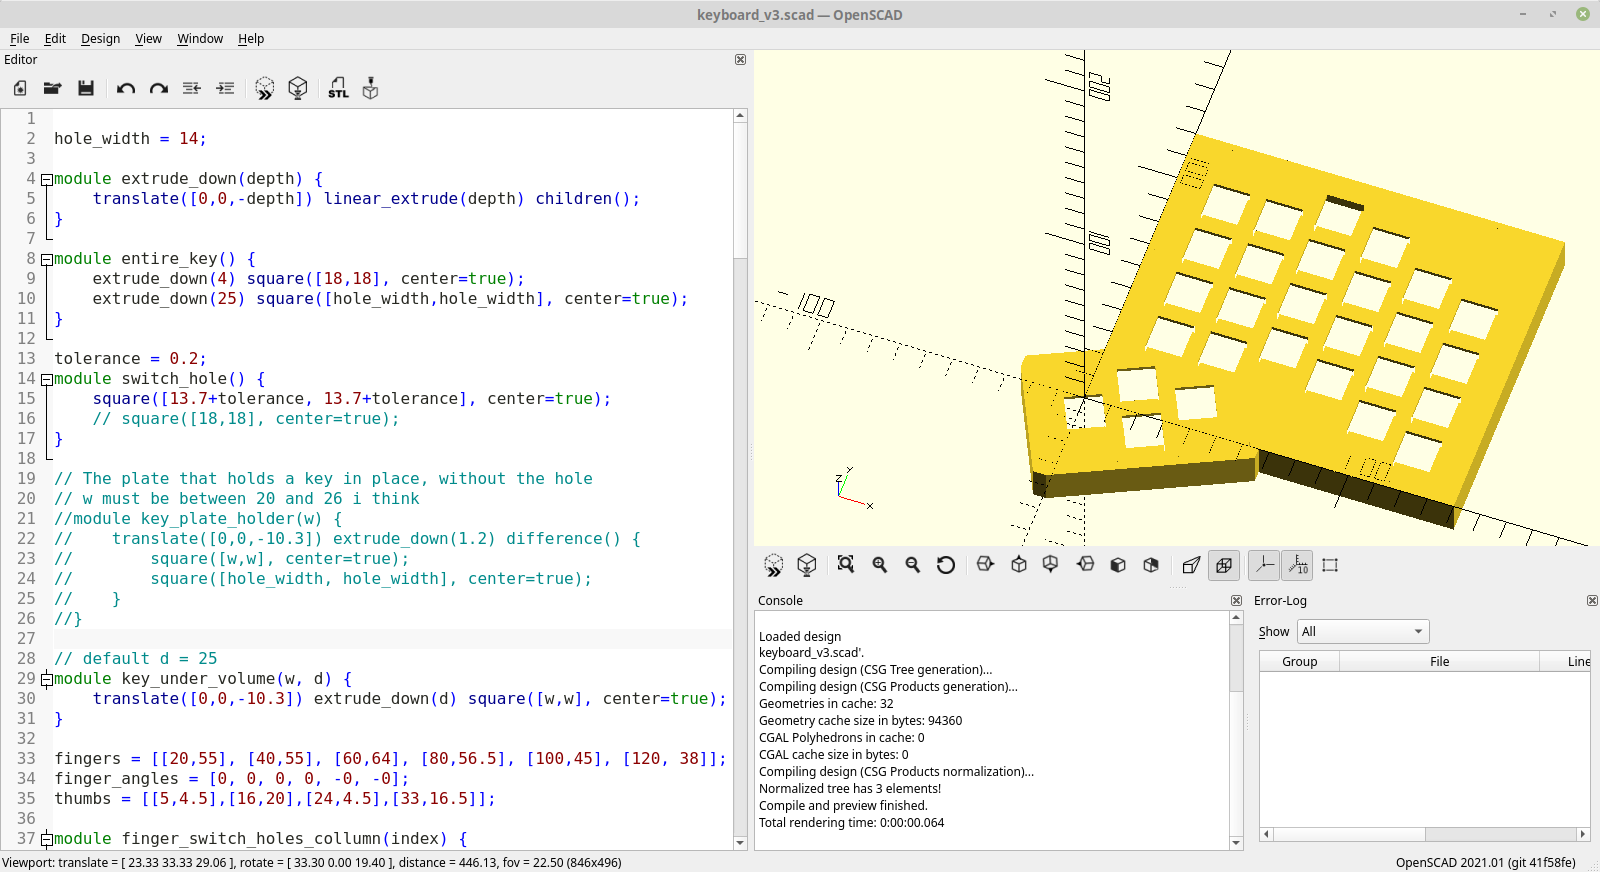 keyboard_v3.scad — OpenSCAD
File Edit Design View Window Help
Editor
STL
1
2 hole_width = 14;
3
4 module extrude_down(depth) {
5     translate([0,0,-depth]) linear_extrude(depth) children();
6 }
7
8 module entire_key() {
9     extrude_down(4) square([18,18], center=true);
10     extrude_down(25) square([hole_width,hole_width], center=true);
11 }
12
13 tolerance = 0.2;
14 module switch_hole() {
15     square([13.7+tolerance, 13.7+tolerance], center=true);
16     // square([18,18], center=true);
17 }
18
19 // The plate that holds a key in place, without the hole
20 // w must be between 20 and 26 i think
21 //module key_plate_holder(w) {
22 //    translate([0,0,-10.3]) extrude_down(1.2) difference() {
23 //        square([w,w], center=true);
24 //        square([hole_width, hole_width], center=true);
25 //    }
26 //}
27
28 // default d = 25
29 module key_under_volume(w, d) {
30     translate([0,0,-10.3]) extrude_down(d) square([w,w], center=true);
31 }
32
33 fingers = [[20,55], [40,55], [60,64], [80,56.5], [100,45], [120, 38]];
34 finger_angles = [0, 0, 0, 0, -0, -0];
35 thumbs = [[5,4.5],[16,20],[24,4.5],[33,16.5]];
36
37 module finger_switch_holes_collumn(index) {
Z
Y
X
10
Console
Loaded design
keyboard_v3.scad'.
Compiling design (CSG Tree generation)...
Compiling design (CSG Products generation)...
Geometries in cache: 32
Geometry cache size in bytes: 94360
CGAL Polyhedrons in cache: 0
CGAL cache size in bytes: 0
Compiling design (CSG Products normalization)...
Normalized tree has 3 elements!
Compile and preview finished.
Total rendering time: 0:00:00.064
Error-Log
Show All
Group File Line
Viewport: translate = [ 23.33 33.33 29.06 ], rotate = [ 33.30 0.00 19.40 ], distance = 446.13, fov = 22.50 (846x496)
OpenSCAD 2021.01 (git 41f58fe)